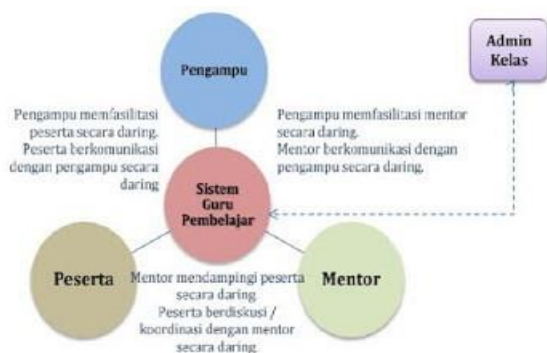 Pengampu
Admin
Kelas
Pengampu memfasilitasi
peserta secara daring.
Peserta berkomunikasi
dengan pengampu secara
daring
Pengampu memfasilitasi mentor
secara daring.
Mentor berkomunikasi dengan
pengampu secara daring.
Sistem
Guru
Pembelajar
Peserta
Mentor mendampingi peserta
secara daring.
Peserta berdiskusi /
koordinasi dengan mentor
secara daring.
Mentor